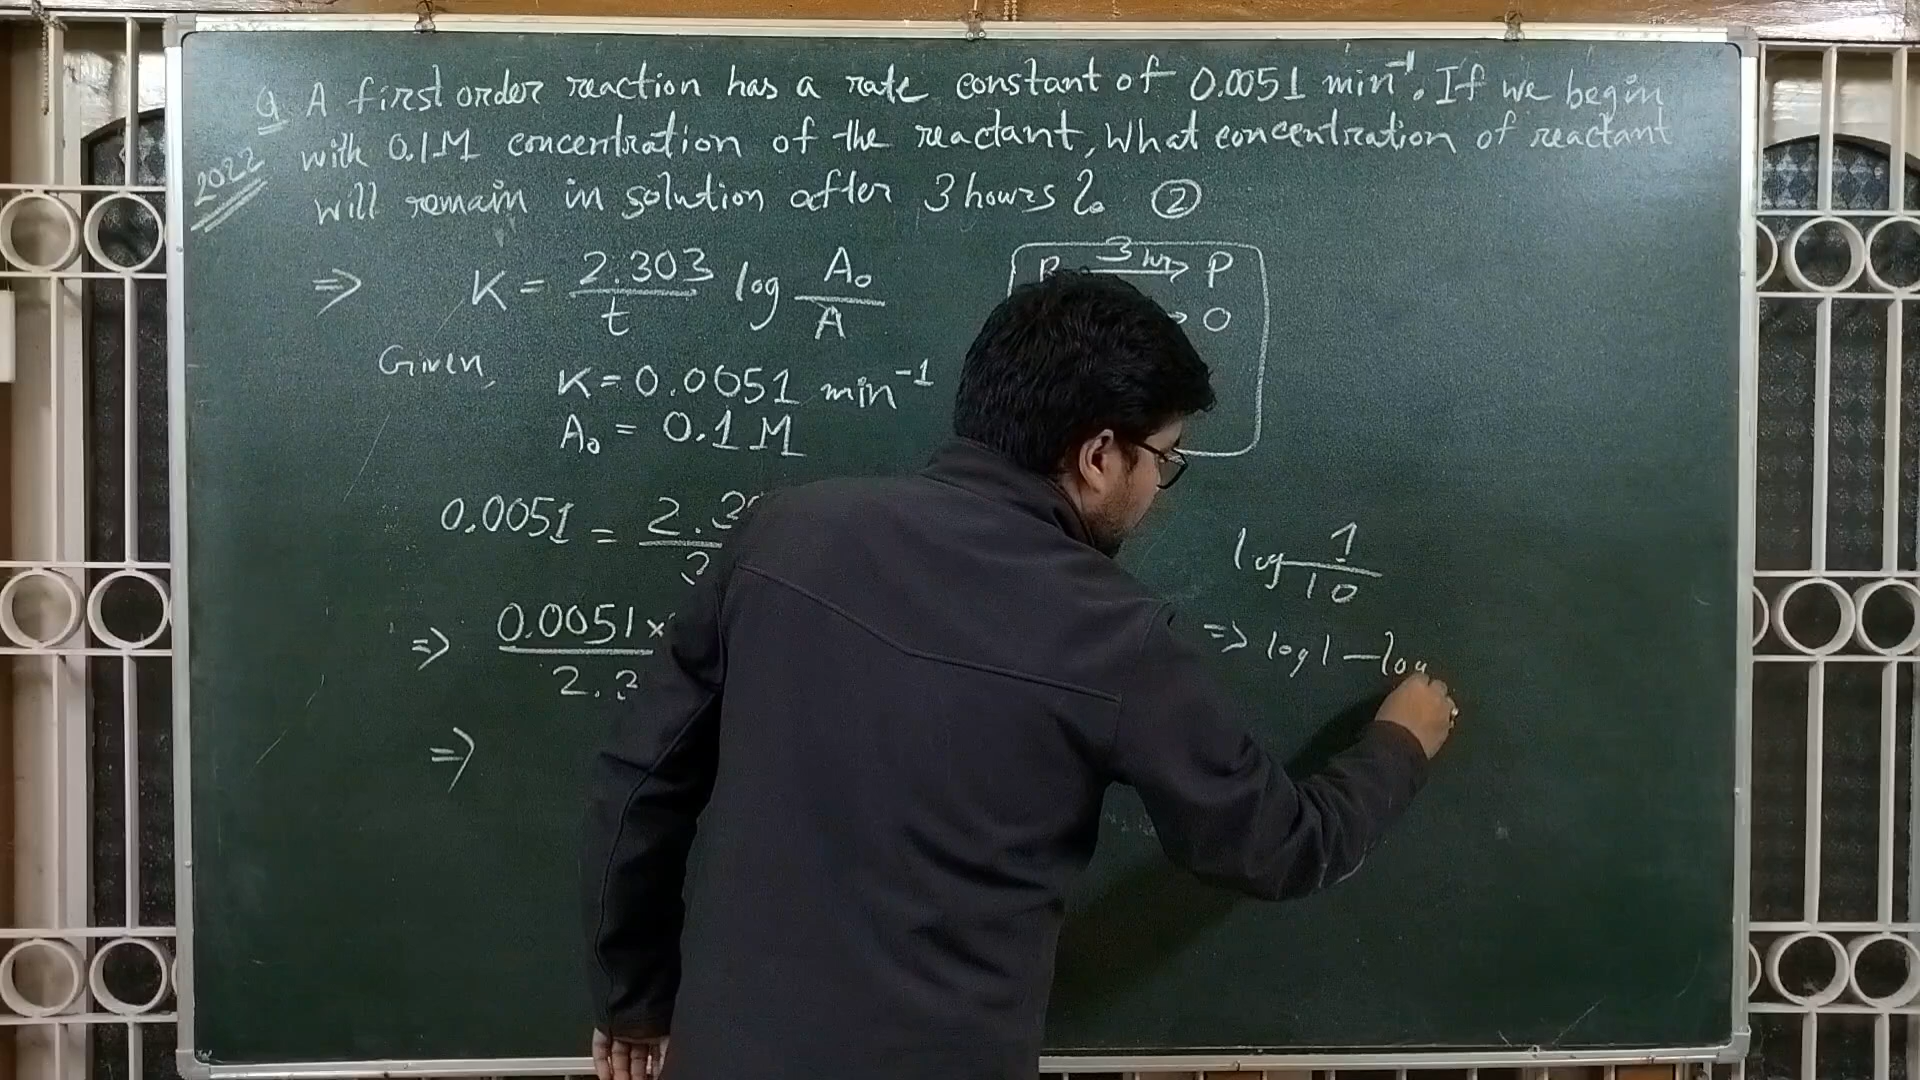 Q A first order reaction has a rate constant of 0.0051 min⁻¹. If we begin
2022 with 0.1M concentration of the reactant, What concentration of reactant
will remain in solution after 3 hours ?. ②
⇒ K = 2.303/t log A₀/A
3 hr → P
→ 0
Given, K = 0.0051 min⁻¹
A₀ = 0.1 M
0.0051 = 2.3
log 1/10
⇒ 0.0051 × / 2.3
⇒ log 1 – log
⇒